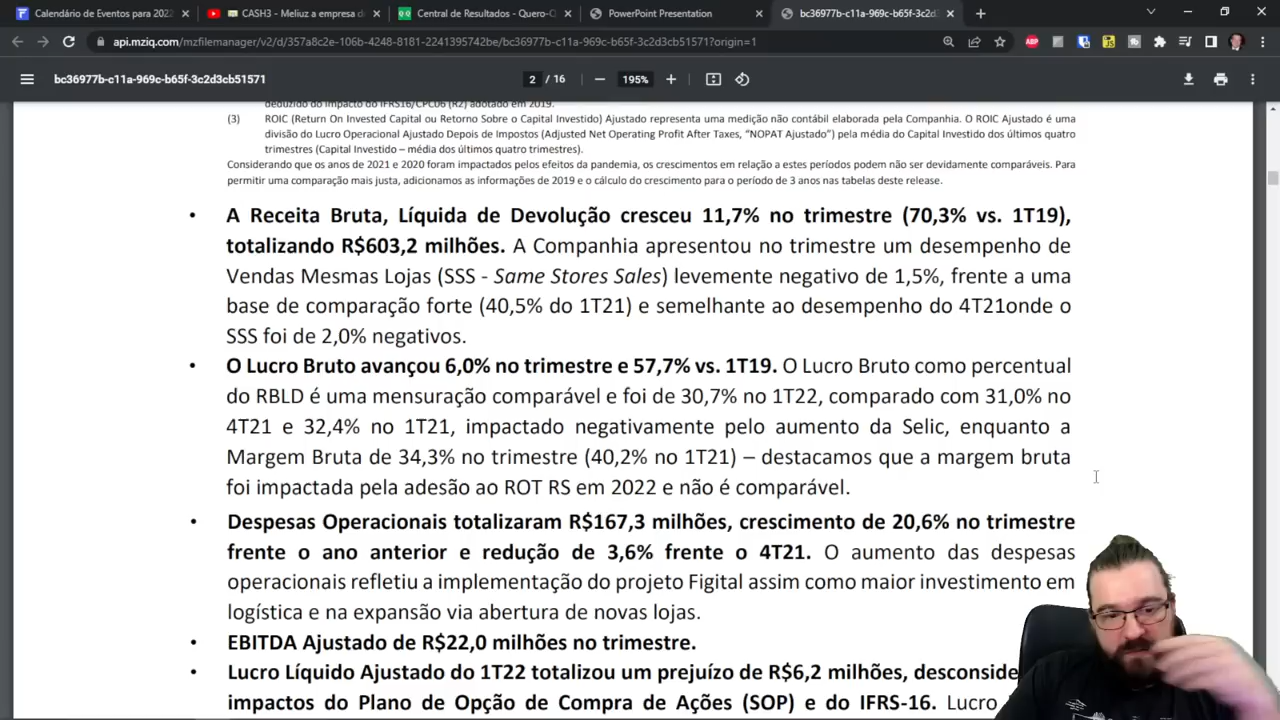 Calendário de Eventos para 2022
CASH3 - Meliuz a empresa d
Central de Resultados - Quero-Q
PowerPoint Presentation
bc36977b-c11a-969c-b65f-3c2d3cb
api.mziq.com/mzfilemanager/v2/d/357a8c2e-106b-4248-8181-2241395742be/bc36977b-c11a-969c-b65f-3c2d3cb51571?origin=1
bc36977b-c11a-969c-b65f-3c2d3cb51571
2 / 16
195%
deduzido do impacto do IFRS16/CPC06 (R2) adotado em 2019.
(3) ROIC (Return On Invested Capital ou Retorno Sobre o Capital Investido) Ajustado representa uma medição não contábil elaborada pela Companhia. O ROIC Ajustado é uma
divisão do Lucro Operacional Ajustado Depois de Impostos (Adjusted Net Operating Profit After Taxes, “NOPAT Ajustado”) pela média do Capital Investido dos últimos quatro
trimestres (Capital Investido – média dos últimos quatro trimestres).
Considerando que os anos de 2021 e 2020 foram impactados pelos efeitos da pandemia, os crescimentos em relação a estes períodos podem não ser devidamente comparáveis. Para
permitir uma comparação mais justa, adicionamos as informações de 2019 e o cálculo do crescimento para o período de 3 anos nas tabelas deste release.
• A Receita Bruta, Líquida de Devolução cresceu 11,7% no trimestre (70,3% vs. 1T19),
totalizando R$603,2 milhões. A Companhia apresentou no trimestre um desempenho de
Vendas Mesmas Lojas (SSS - Same Stores Sales) levemente negativo de 1,5%, frente a uma
base de comparação forte (40,5% do 1T21) e semelhante ao desempenho do 4T21onde o
SSS foi de 2,0% negativos.
• O Lucro Bruto avançou 6,0% no trimestre e 57,7% vs. 1T19. O Lucro Bruto como percentual
do RBLD é uma mensuração comparável e foi de 30,7% no 1T22, comparado com 31,0% no
4T21 e 32,4% no 1T21, impactado negativamente pelo aumento da Selic, enquanto a
Margem Bruta de 34,3% no trimestre (40,2% no 1T21) – destacamos que a margem bruta
foi impactada pela adesão ao ROT RS em 2022 e não é comparável.
• Despesas Operacionais totalizaram R$167,3 milhões, crescimento de 20,6% no trimestre
frente o ano anterior e redução de 3,6% frente o 4T21. O aumento das despesas
operacionais refletiu a implementação do projeto Figital assim como maior investimento em
logística e na expansão via abertura de novas lojas.
• EBITDA Ajustado de R$22,0 milhões no trimestre.
• Lucro Líquido Ajustado do 1T22 totalizou um prejuízo de R$6,2 milhões, desconside
impactos do Plano de Opção de Compra de Ações (SOP) e do IFRS-16. Lucro